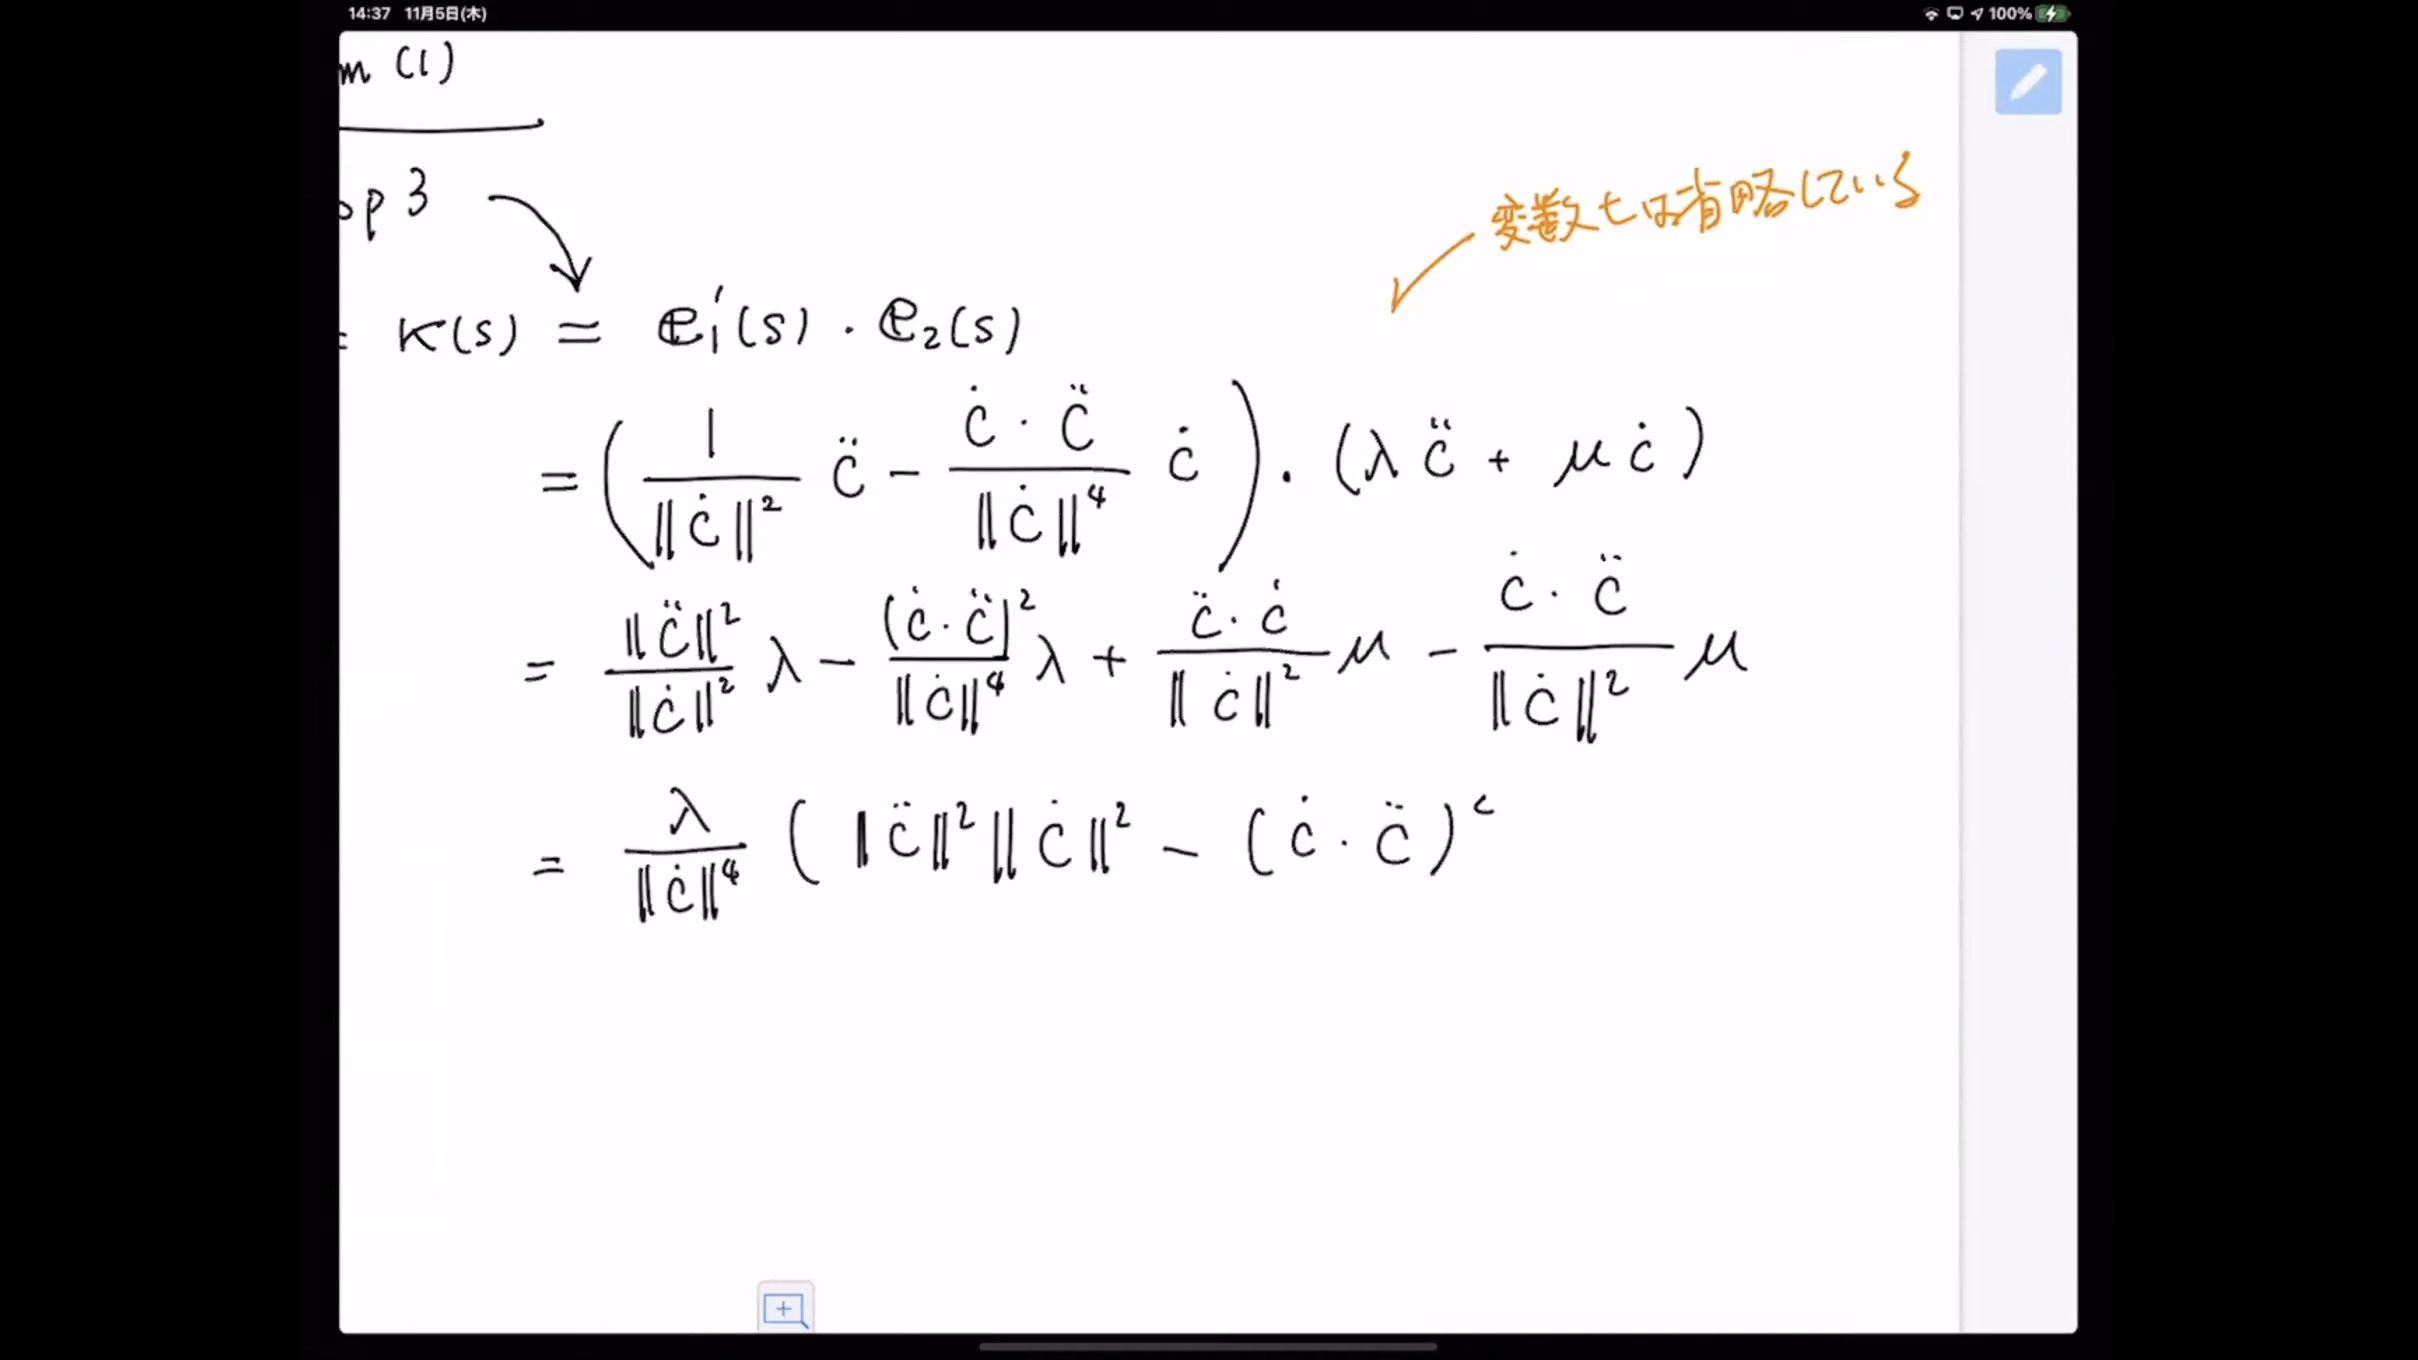 14:37 11月5日(木) 100%
m (1)
op 3
変数 t は省略している
= κ(s) = e₁'(s) · e₂(s)
= ( 1/‖ċ‖² c̈ − ċ · c̈/‖ċ‖⁴ ċ ) · (λ c̈ + μ ċ)
= ‖c̈‖²/‖ċ‖² λ − (ċ · c̈)²/‖ċ‖⁴ λ + c̈ · ċ/‖ċ‖² μ − ċ · c̈/‖ċ‖² μ
= λ/‖ċ‖⁴ ( ‖c̈‖² ‖ċ‖² − (ċ · c̈)²